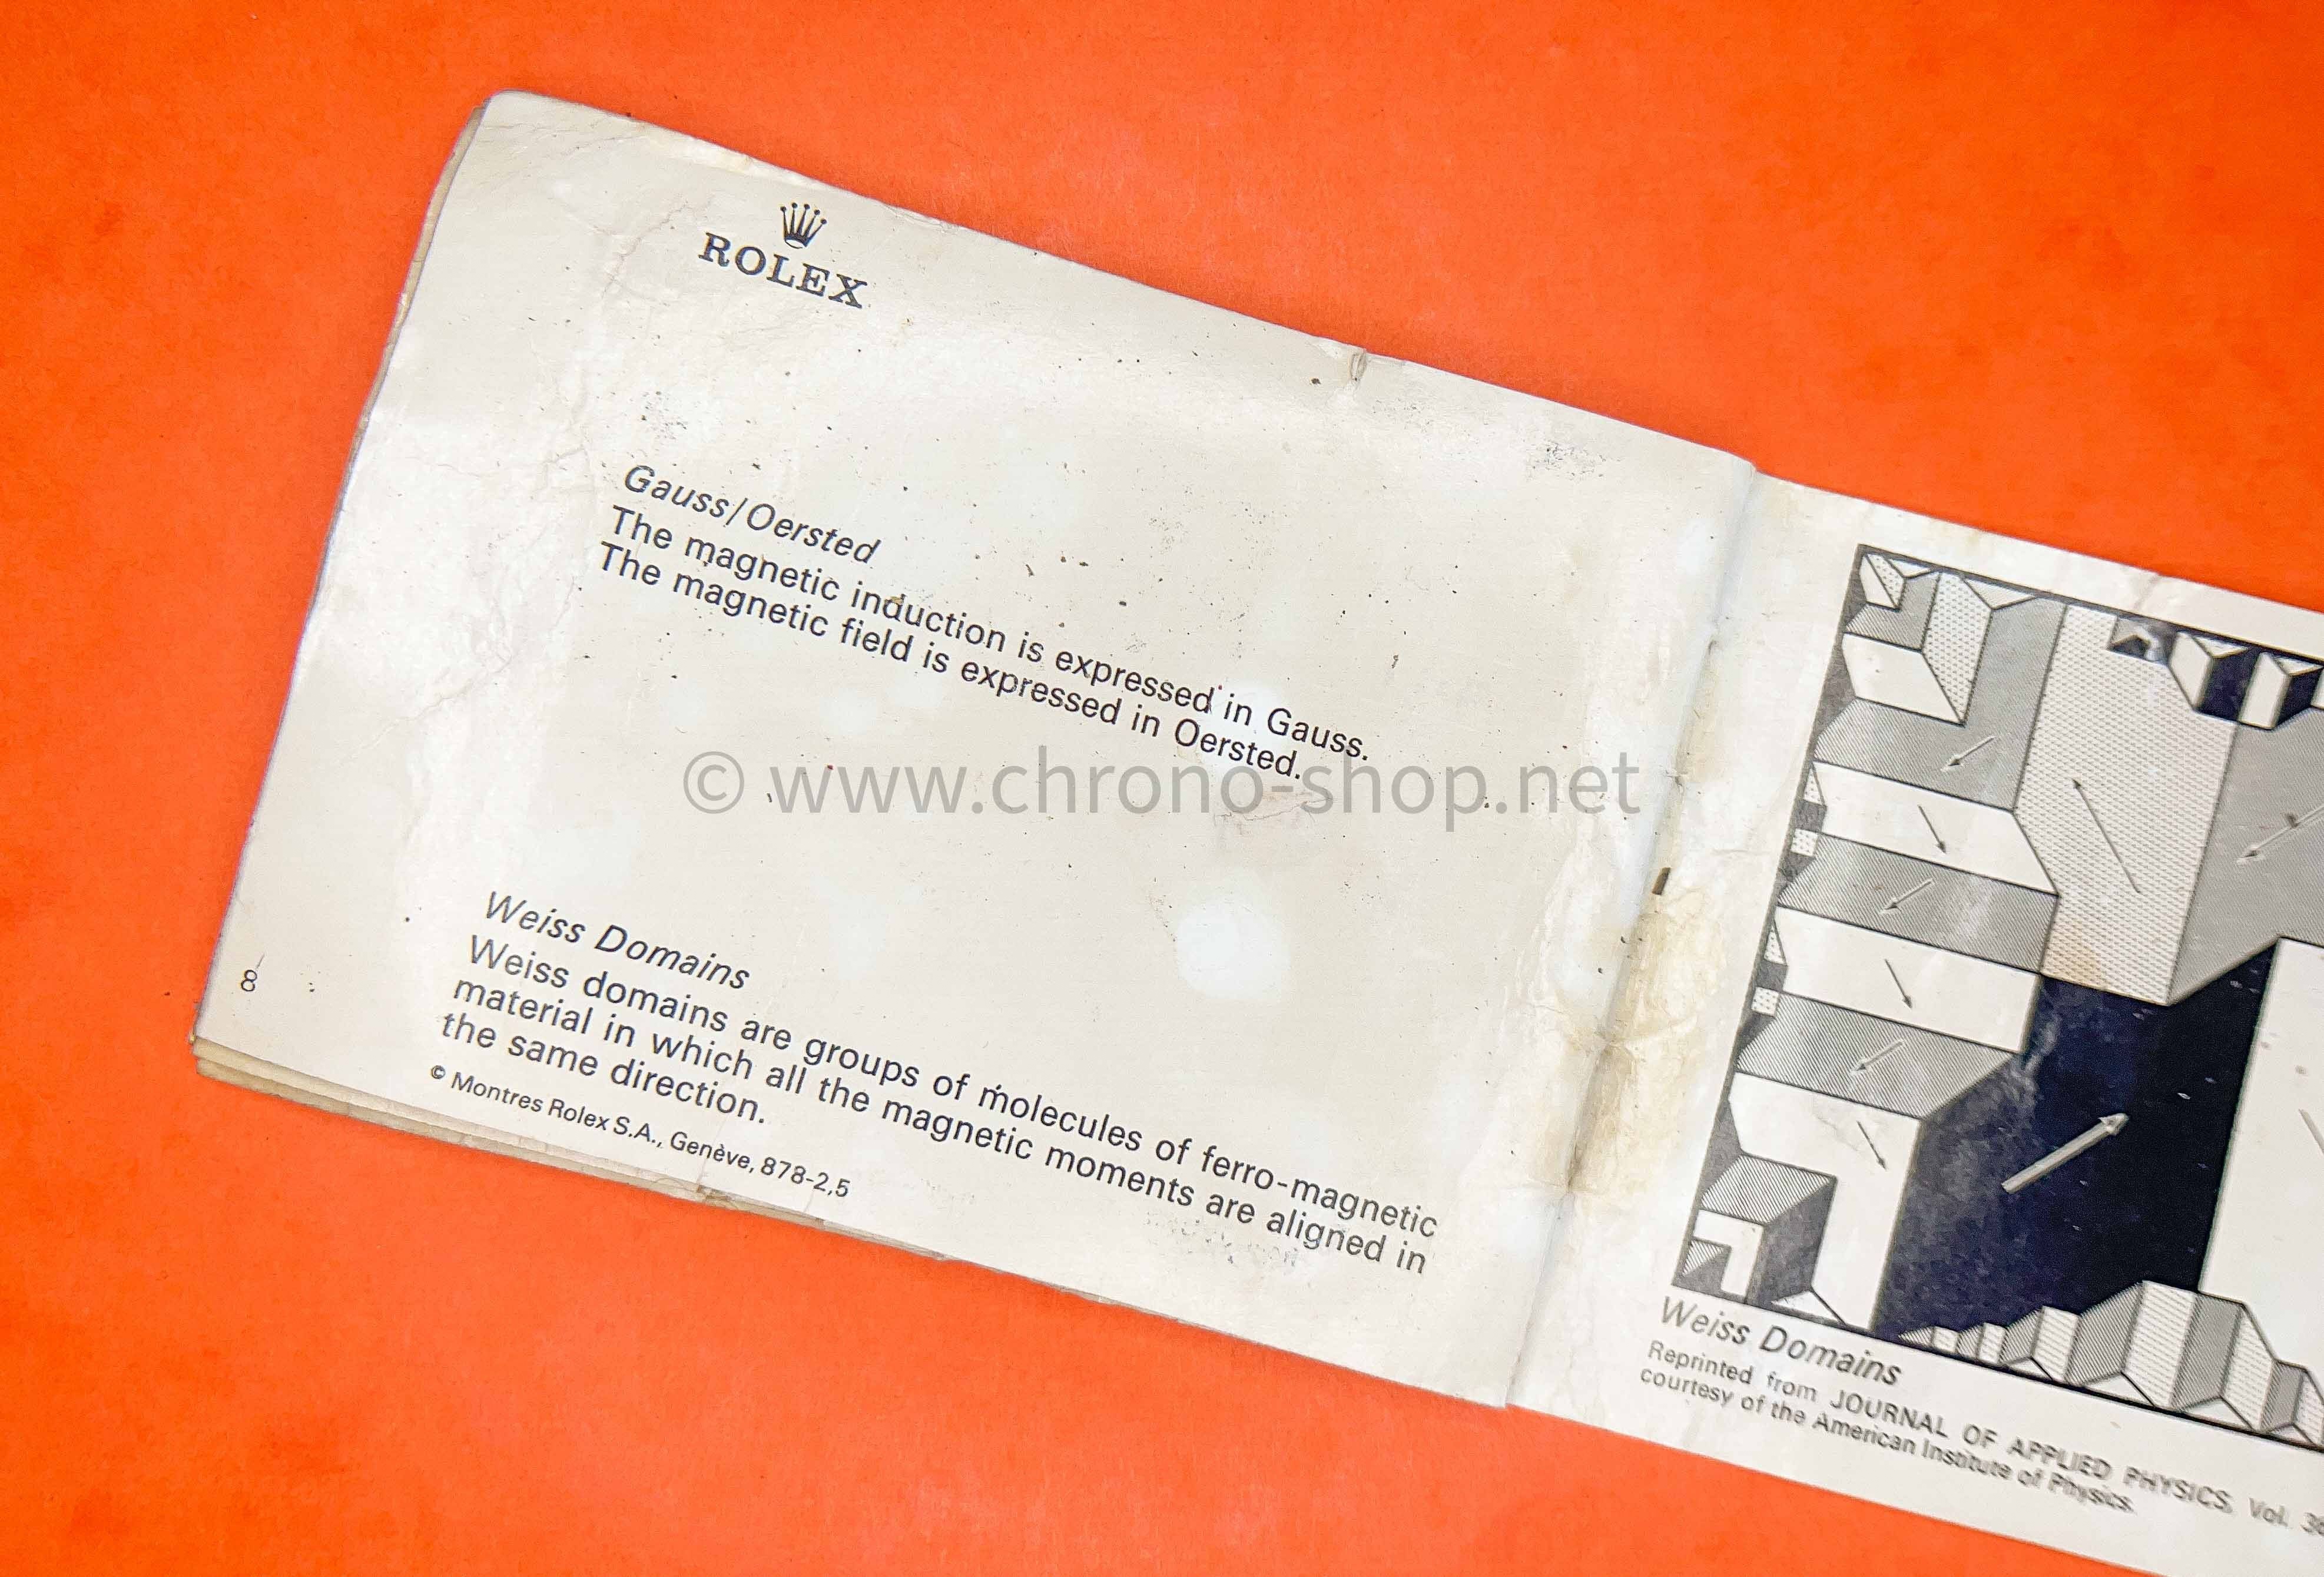 ROLEX
Gauss/Oersted
The magnetic induction is expressed in Gauss.
The magnetic field is expressed in Oersted.
© www.chrono-shop.net
Weiss Domains
Weiss domains are groups of molecules of ferro-magnetic
material in which all the magnetic moments are aligned in
the same direction.
© Montres Rolex S.A., Genève, 878-2,5
8
Weiss Domains
Reprinted from JOURNAL OF APPLIED PHYSICS, Vol. 36
courtesy of the American Institute of Physics.